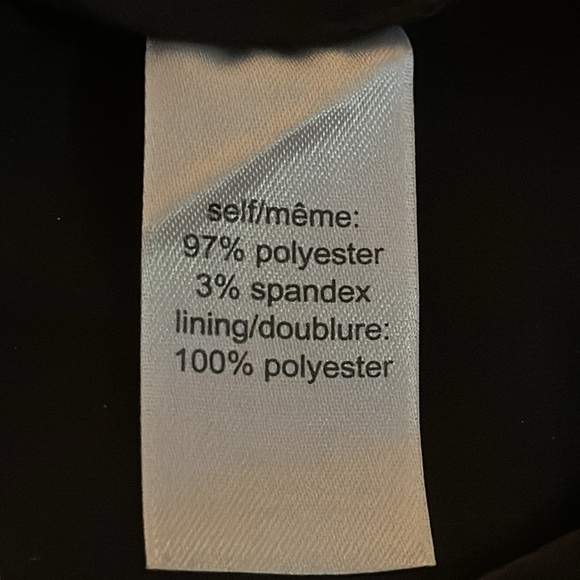 self/même:
97% polyester
3% spandex
lining/doublure:
100% polyester